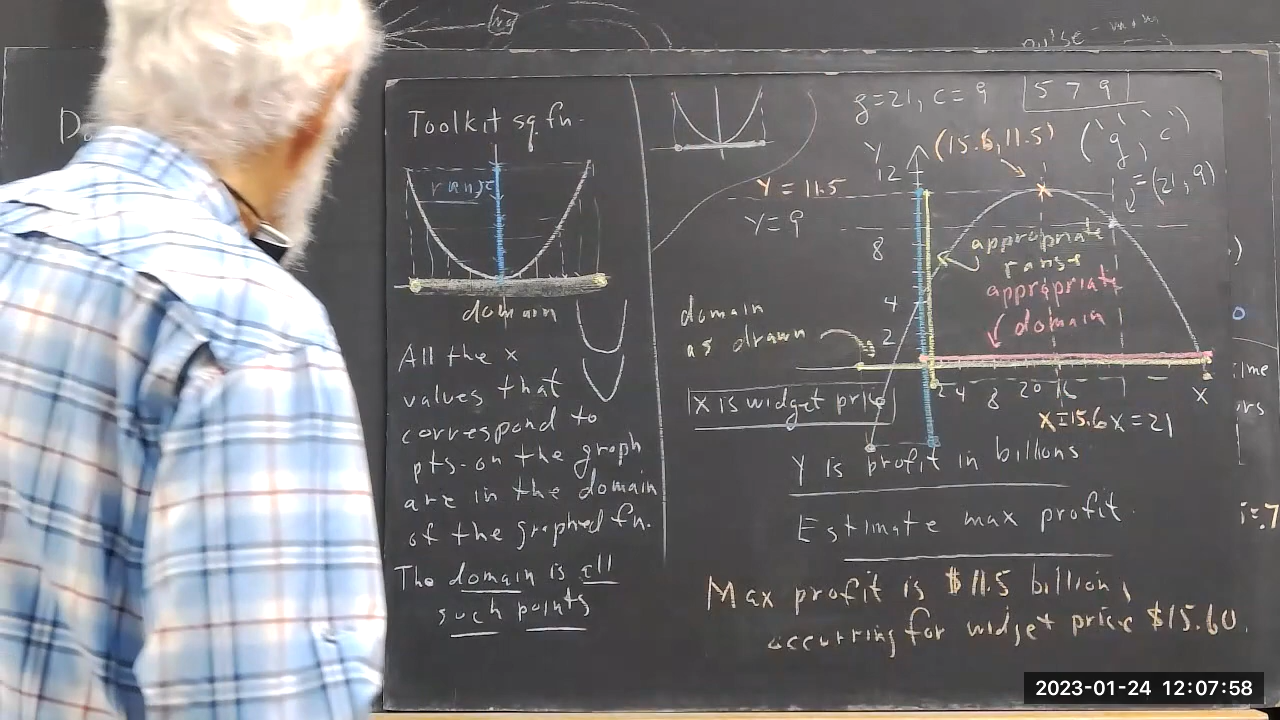 Toolkit sq fn.
range
domain
All the x
values that
correspond to
pts. on the graph
are in the domain
of the graphed fn.
The domain is all
such points
g=21, c=9
5 7 9
(15.6, 11.5)
('g', 'c')
=(21, 9)
Y
12
8
4
2
Y = 11.5
Y = 9
appropriate
range
appropriate
domain
domain
as drawn
2 4 8
16
X
X=15.6
X=21
X is widget price
Y is profit in billions
Estimate max profit.
Max profit is $11.5 billion,
occurring for widget price $15.60.
2023-01-24 12:07:58